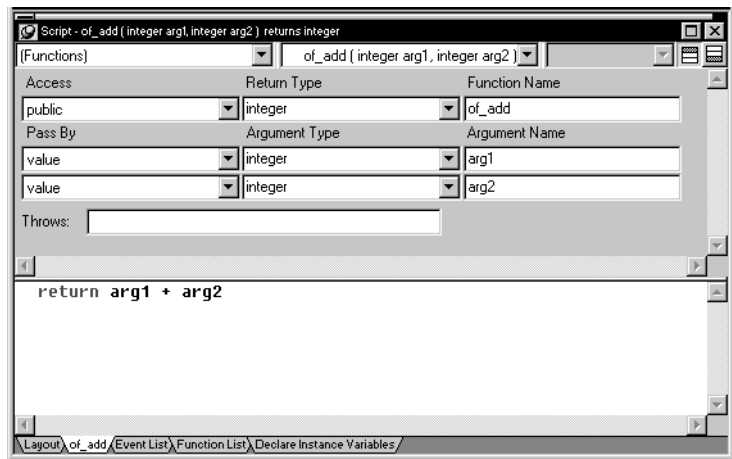 Script - of_add ( integer arg1, integer arg2 ) returns integer
(Functions) of_add ( integer arg1, integer arg2 )
Access Return Type Function Name
public integer of_add
Pass By Argument Type Argument Name
value integer arg1
value integer arg2
Throws:
return arg1 + arg2
Layout of_add Event List Function List Declare Instance Variables